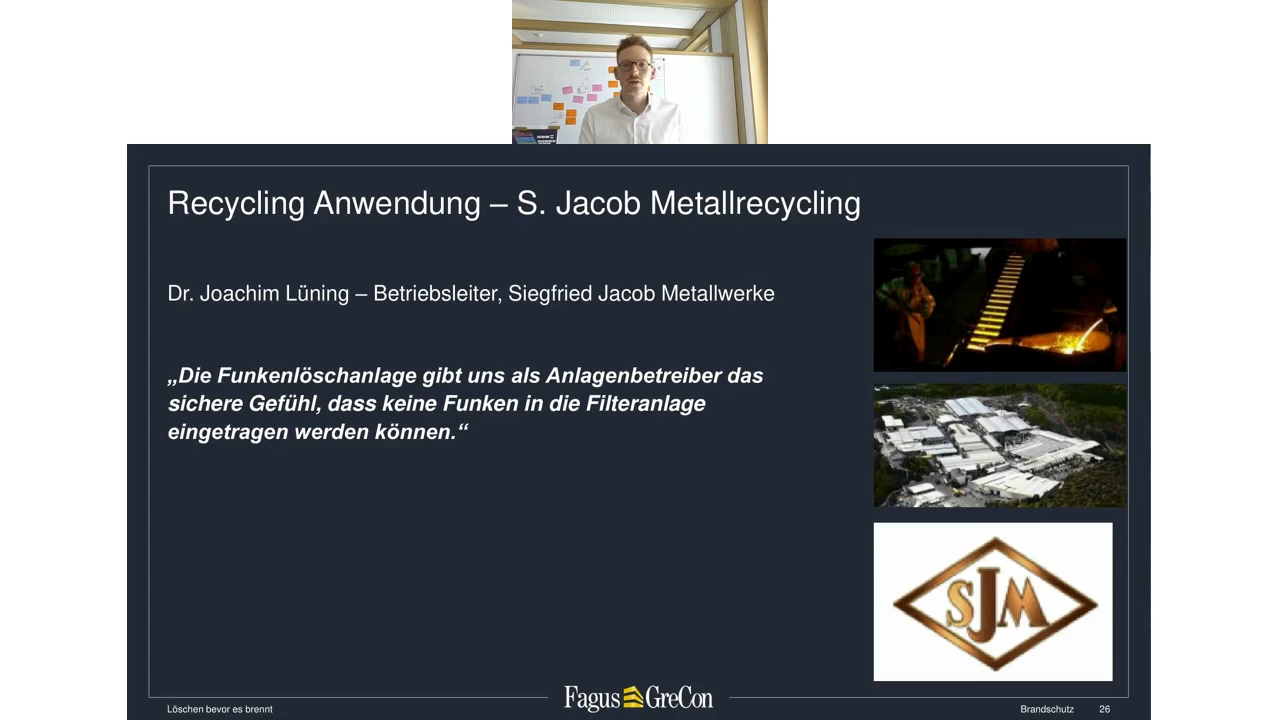 Recycling Anwendung – S. Jacob Metallrecycling
Dr. Joachim Lüning – Betriebsleiter, Siegfried Jacob Metallwerke
„Die Funkenlöschanlage gibt uns als Anlagenbetreiber das
sichere Gefühl, dass keine Funken in die Filteranlage
eingetragen werden können.“
SJM
Fagus GreCon
Löschen bevor es brennt
Brandschutz 26